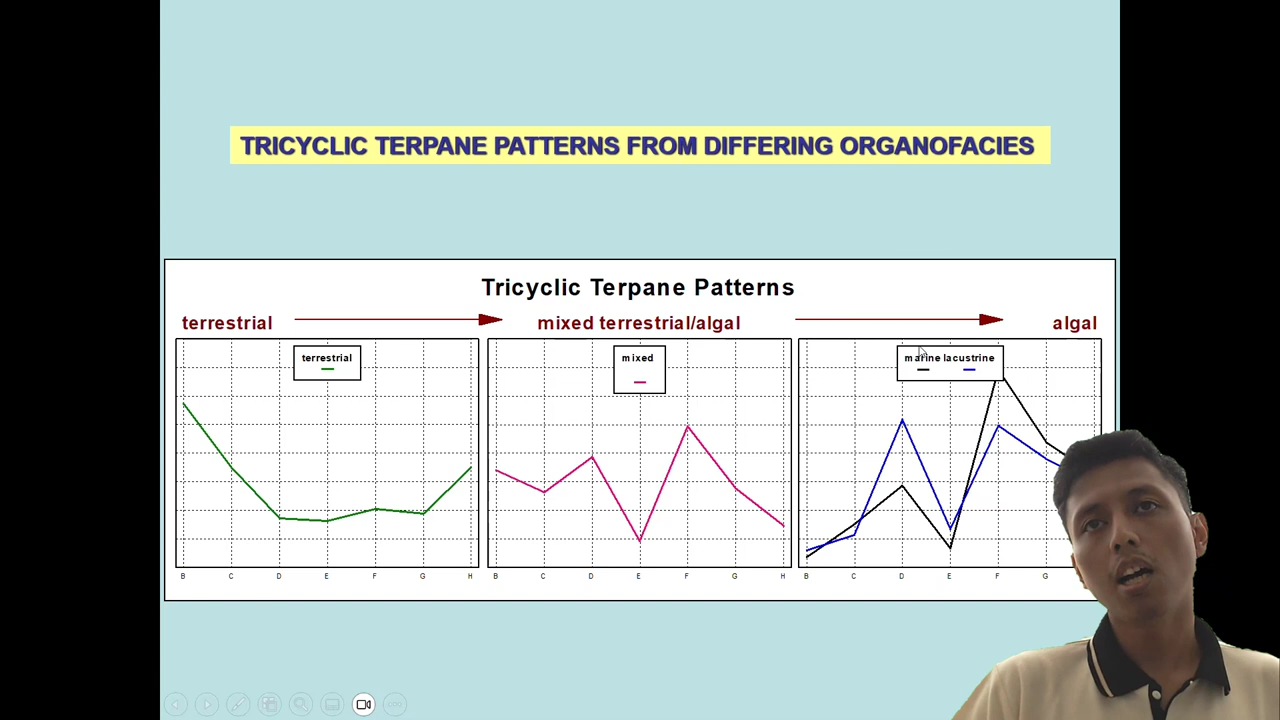 TRICYCLIC TERPANE PATTERNS FROM DIFFERING ORGANOFACIES
Tricyclic Terpane Patterns
terrestrial mixed terrestrial/algal algal
terrestrial
mixed
marine lacustrine
B C D E F G H
B C D E F G H
B C D E F G